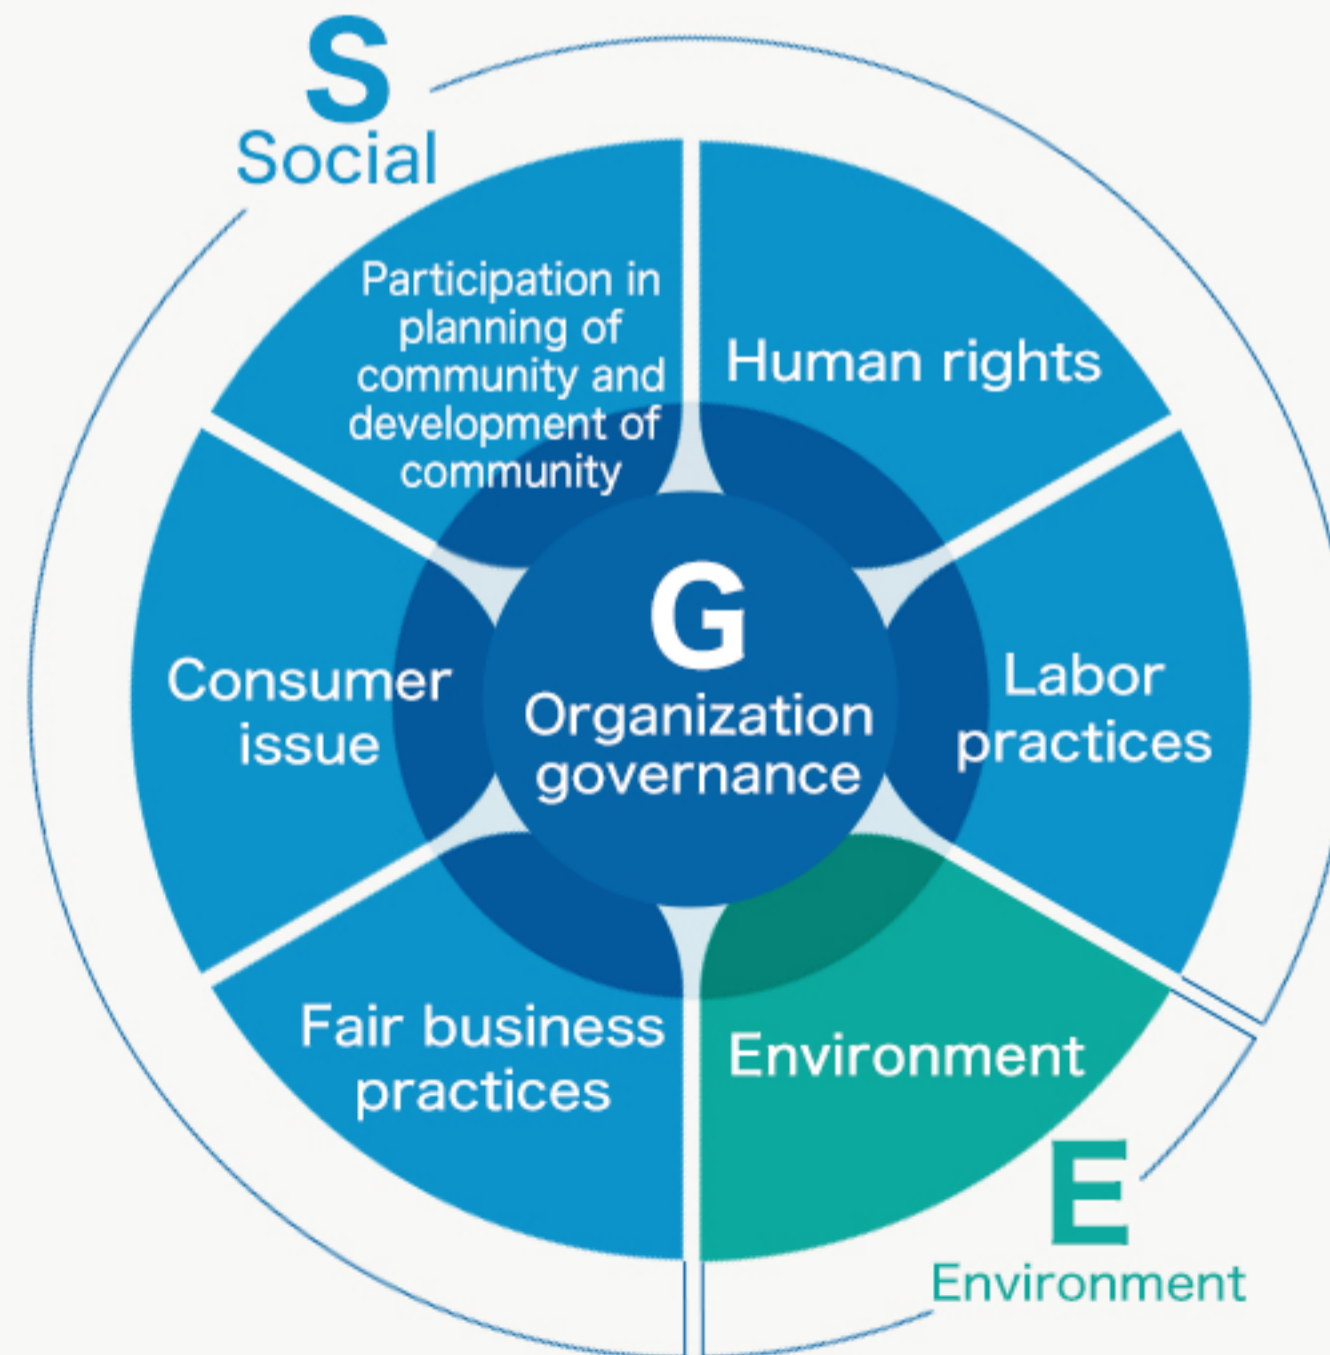 S
Social
Participation in
planning of
community and
development of
community
Human rights
Consumer
issue
G
Organization
governance
Labor
practices
Fair business
practices
Environment
E
Environment